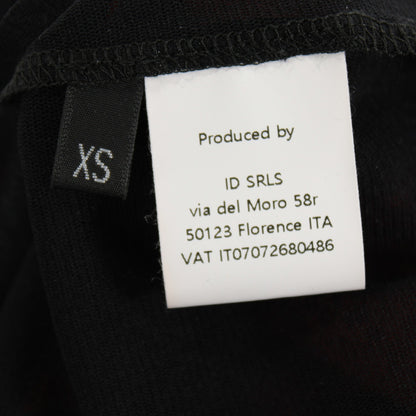 XS
Produced by
ID SRLS
via del Moro 58r
50123 Florence ITA
VAT IT07072680486